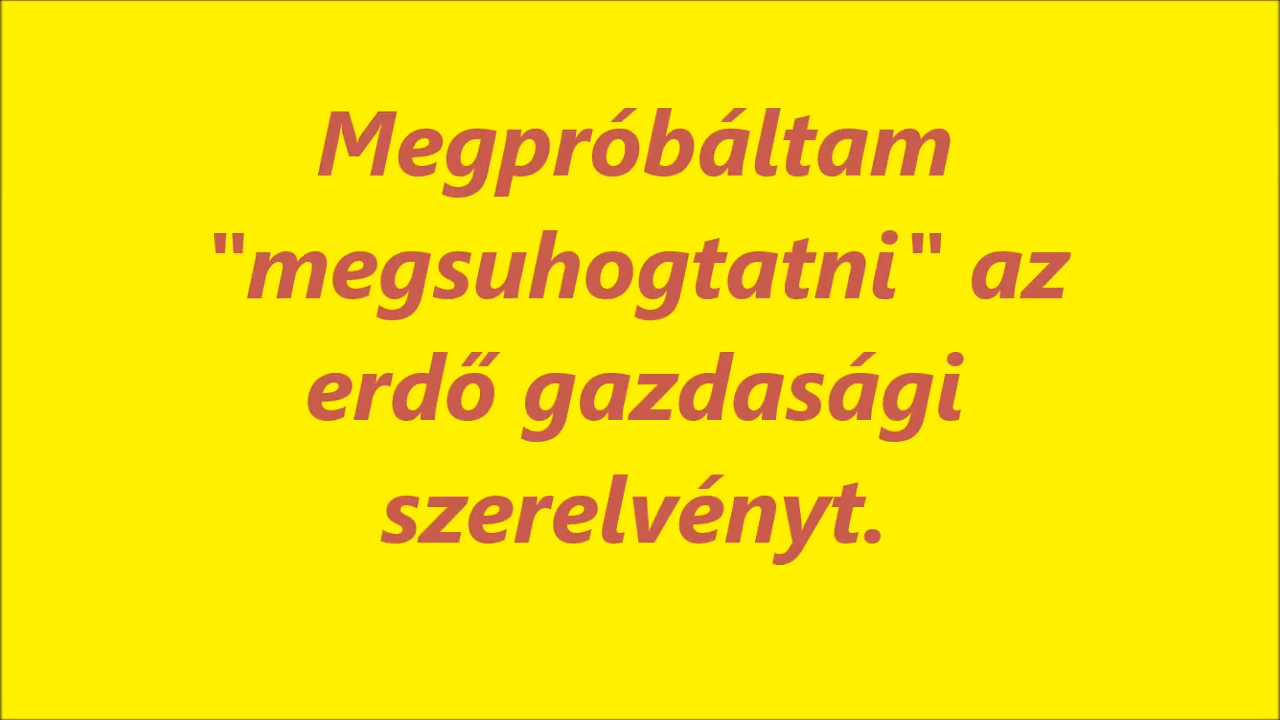 Megpróbáltam
"megsuhogtatni" az
erdő gazdasági
szerelvényt.